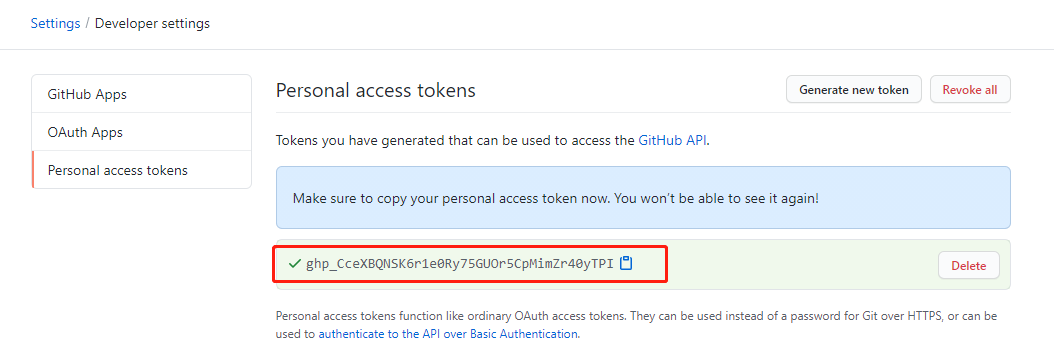 Settings / Developer settings
GitHub Apps
OAuth Apps
Personal access tokens
Personal access tokens
Generate new token
Revoke all
Tokens you have generated that can be used to access the GitHub API.
Make sure to copy your personal access token now. You won't be able to see it again!
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
Delete
Personal access tokens function like ordinary OAuth access tokens. They can be used instead of a password for Git over HTTPS, or can be
used to authenticate to the API over Basic Authentication.